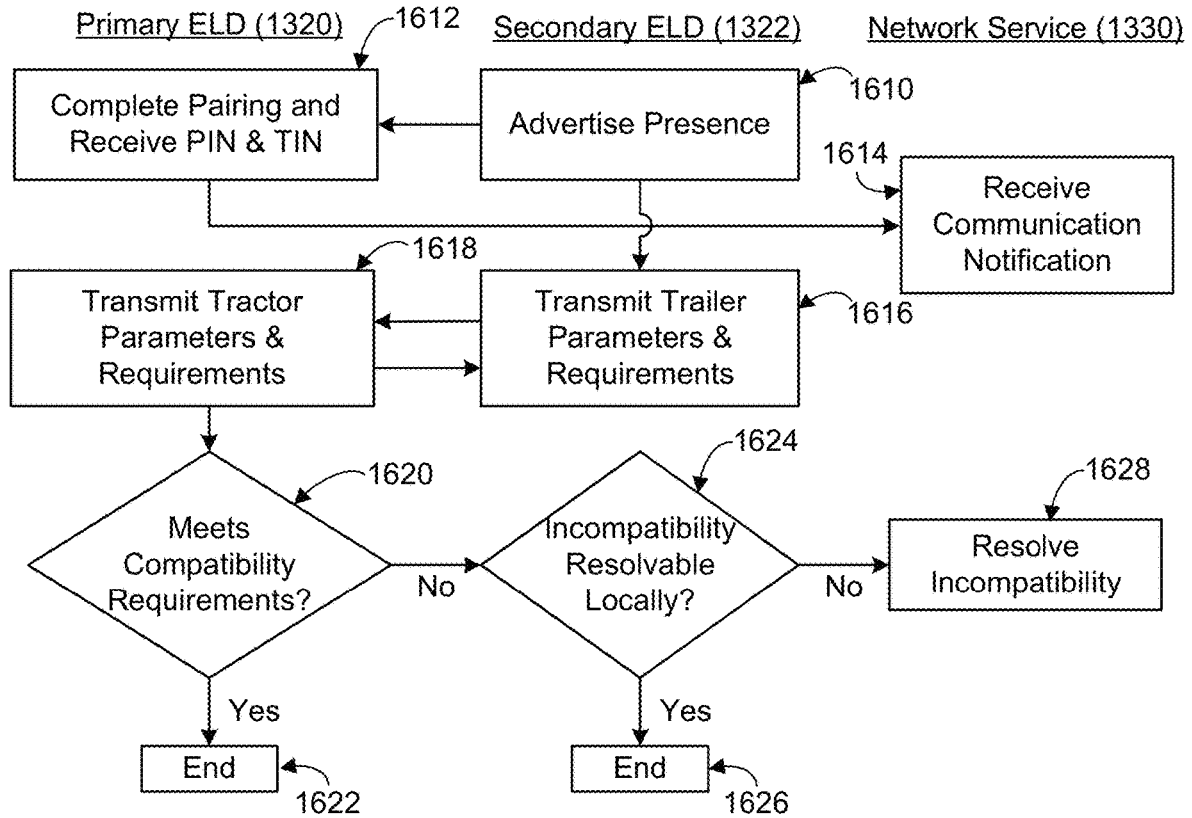 Primary ELD (1320)
1612
Secondary ELD (1322)
Network Service (1330)
Complete Pairing and
Receive PIN & TIN
Advertise Presence
1610
1614
Receive
Communication
Notification
1618
Transmit Tractor
Parameters &
Requirements
Transmit Trailer
Parameters &
Requirements
1616
1620
Meets
Compatibility
Requirements?
No
1624
Incompatibility
Resolvable
Locally?
No
1628
Resolve
Incompatibility
Yes
End
1622
Yes
End
1626